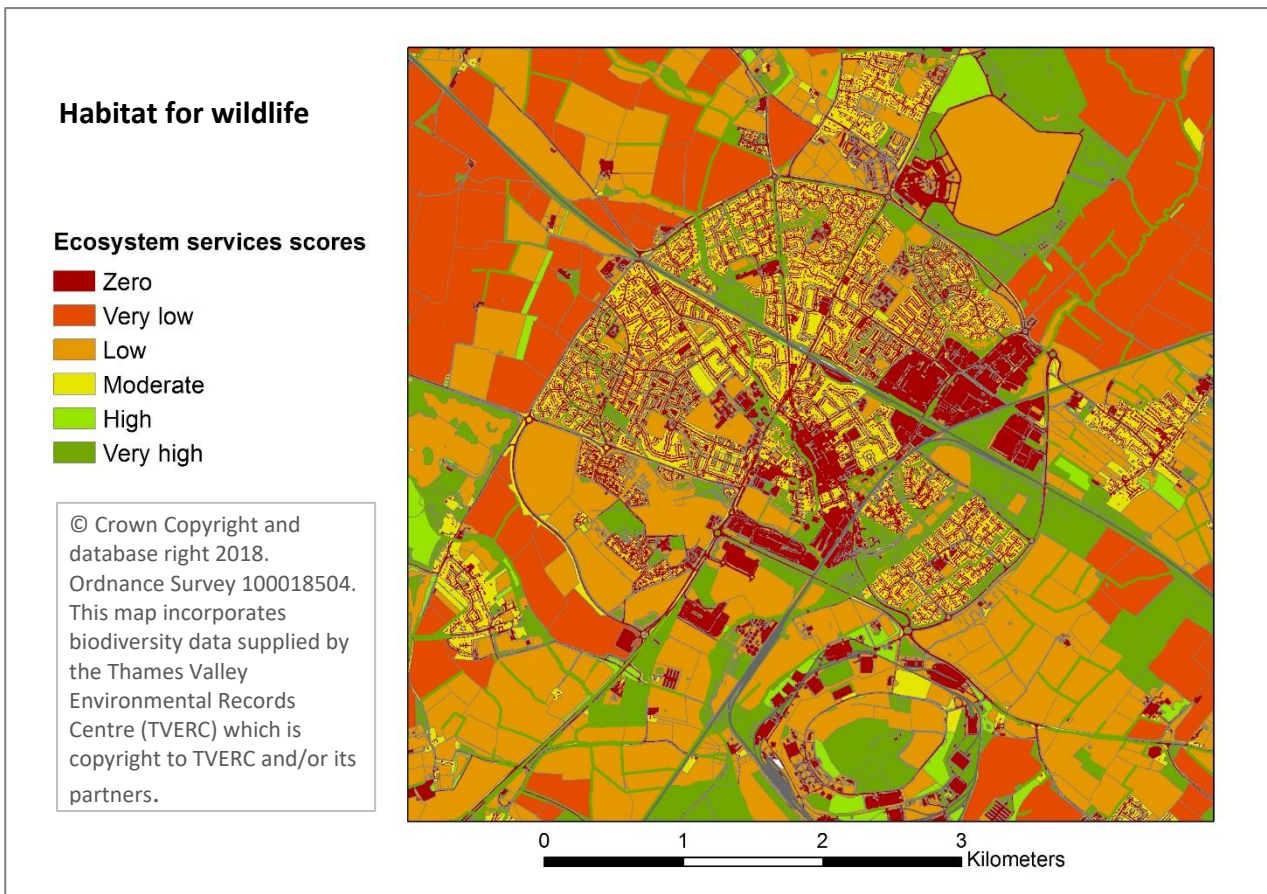 Habitat for wildlife
Ecosystem services scores
Zero
Very low
Low
Moderate
High
Very high
© Crown Copyright and
database right 2018.
Ordnance Survey 100018504.
This map incorporates
biodiversity data supplied by
the Thames Valley
Environmental Records
Centre (TVERC) which is
copyright to TVERC and/or its
partners.
0 1 2 3
Kilometers